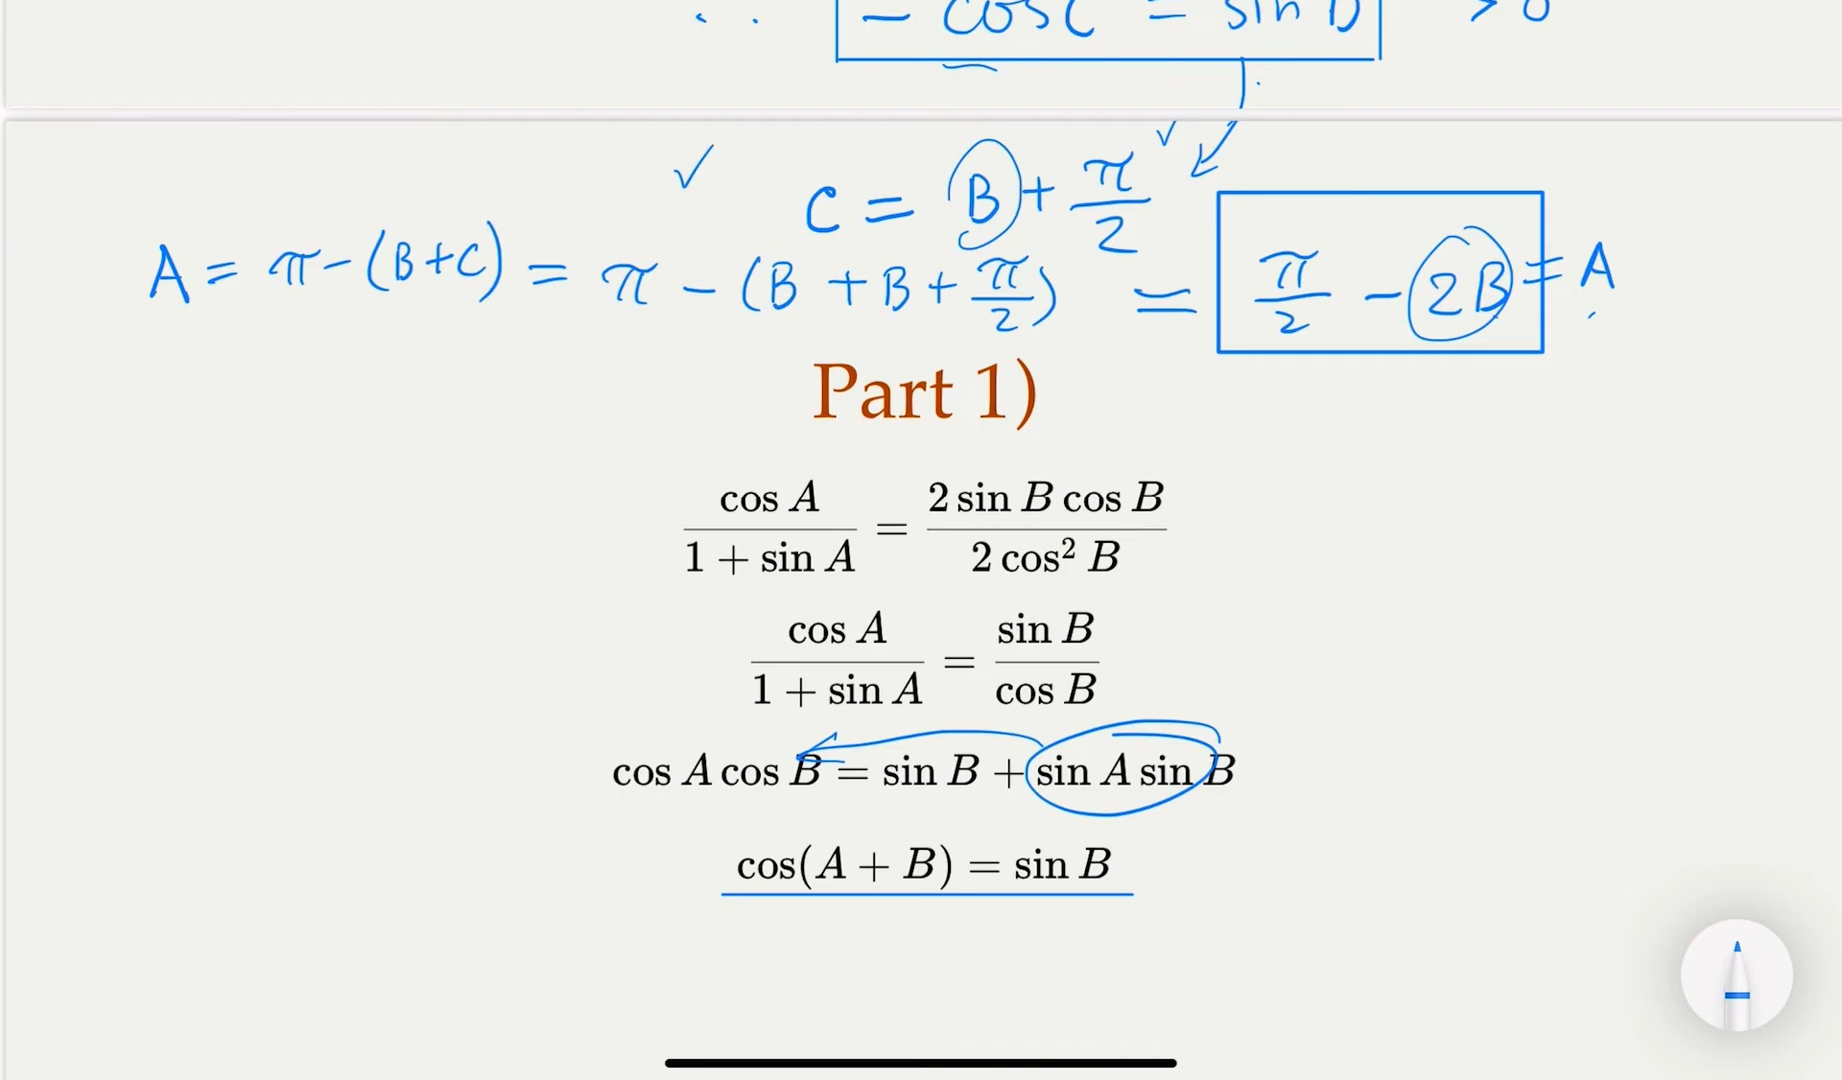 - cos C = sin B > 0
C = B + π/2
A = π - (B+C) = π - (B + B + π/2) = π/2 - 2B = A
Part 1)
cos A / (1 + sin A) = 2 sin B cos B / 2 cos² B
cos A / (1 + sin A) = sin B / cos B
cos A cos B = sin B + sin A sin B
cos(A + B) = sin B